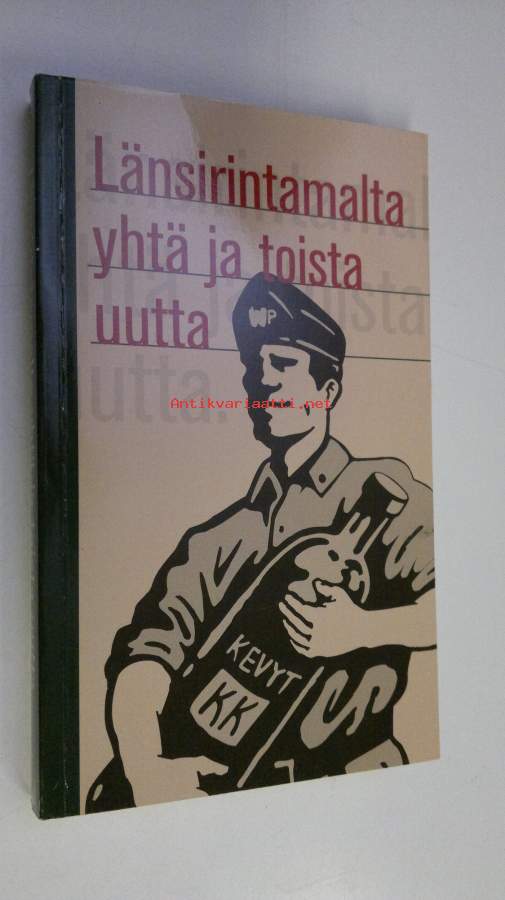 Länsirintamalta
yhtä ja toista
uutta
WP
Antikvariaatti.net
KEVYT
KK